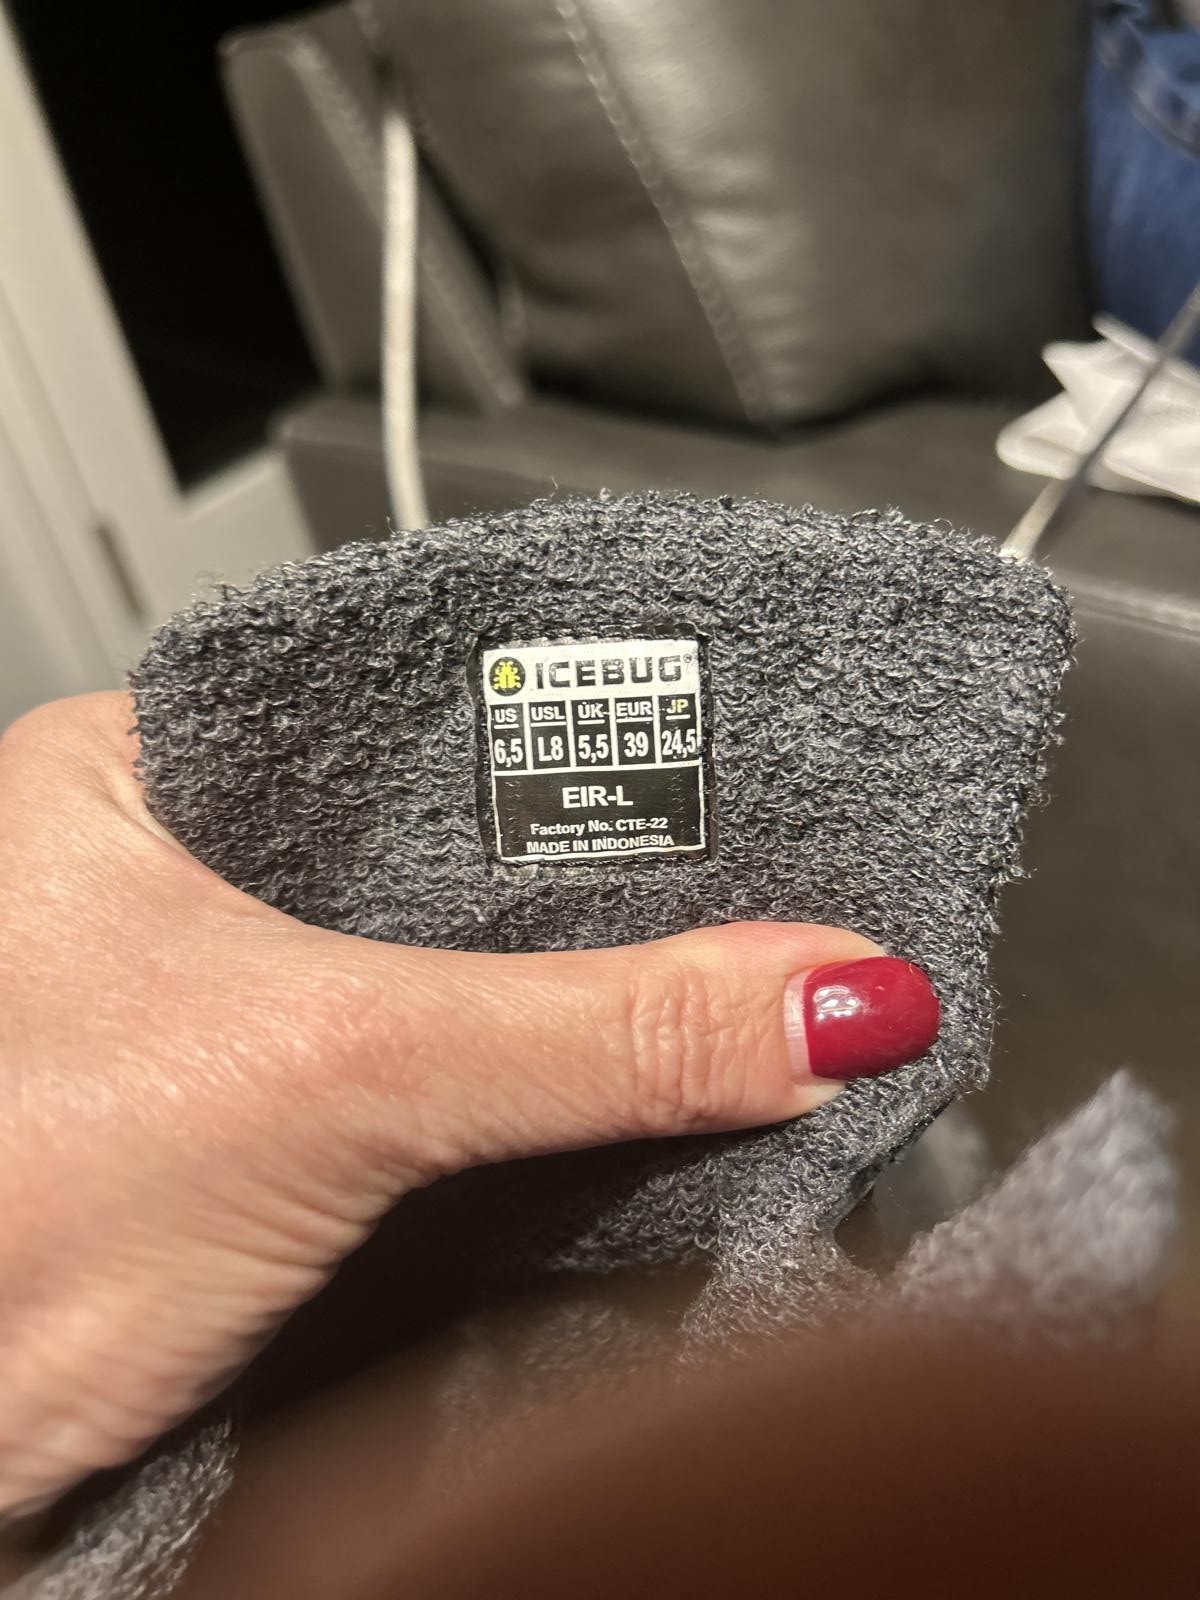 ICEBUG®
US USL UK EUR JP
6,5 L8 5,5 39 24,5
EIR-L
Factory No. CTE-22
MADE IN INDONESIA